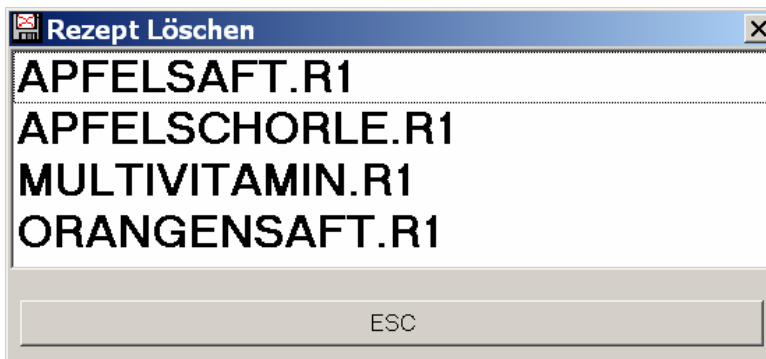 Rezept Löschen
APFELSAFT.R1
APFELSCHORLE.R1
MULTIVITAMIN.R1
ORANGENSAFT.R1
ESC